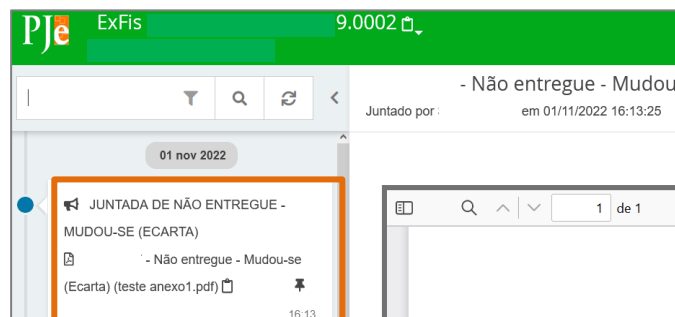 PJe ExFis 9.0002
- Não entregue - Mudou
Juntado por em 01/11/2022 16:13:25
01 nov 2022
JUNTADA DE NÃO ENTREGUE -
MUDOU-SE (ECARTA)
- Não entregue - Mudou-se
(Ecarta) (teste anexo1.pdf)
16:13
1 de 1